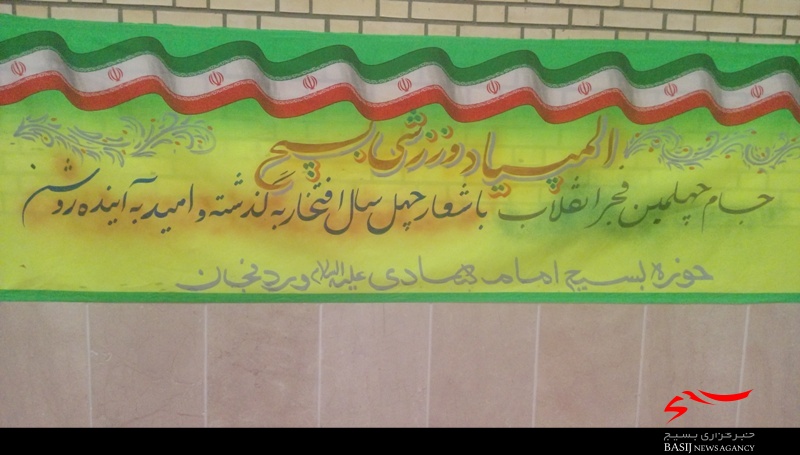 المپیاد ورزشی بسیج
جام چهلمین فجر انقلاب با شعار چهل سال افتخار به گذشته و امید به آینده روشن
حوزه بسیج امام هادی علیه السلام وردنجان
خبرگزاری بسیج
BASIJ NEWS AGENCY